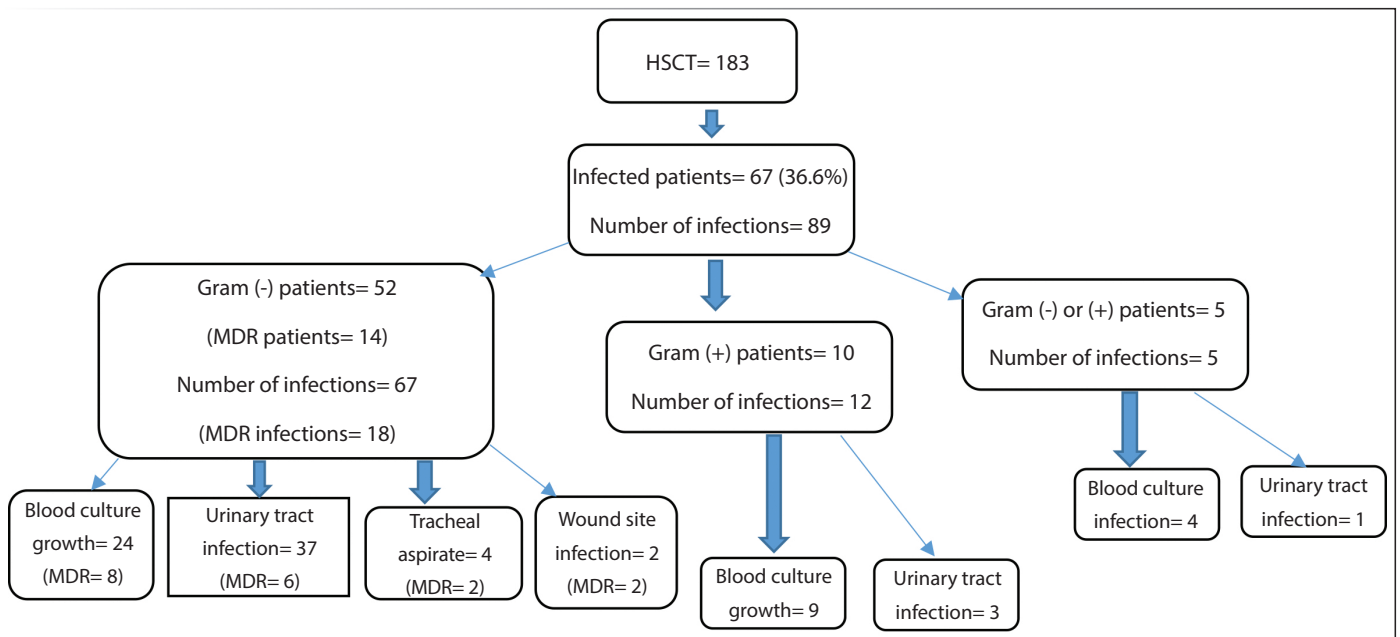 HSCT= 183
Infected patients= 67 (36.6%)
Number of infections= 89
Gram (-) patients= 52
(MDR patients= 14)
Number of infections= 67
(MDR infections= 18)
Gram (+) patients= 10
Number of infections= 12
Gram (-) or (+) patients= 5
Number of infections= 5
Blood culture
growth= 24
(MDR= 8)
Urinary tract
infection= 37
(MDR= 6)
Tracheal
aspirate= 4
(MDR= 2)
Wound site
infection= 2
(MDR= 2)
Blood culture
growth= 9
Urinary tract
infection= 3
Blood culture
infection= 4
Urinary tract
infection= 1